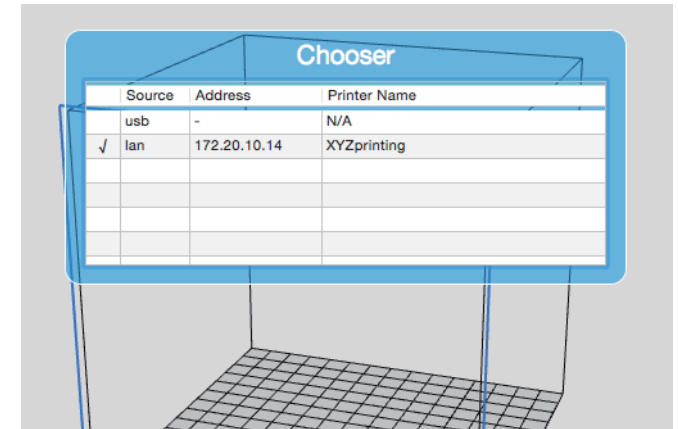 Chooser
Source Address Printer Name
usb - N/A
√ lan 172.20.10.14 XYZprinting